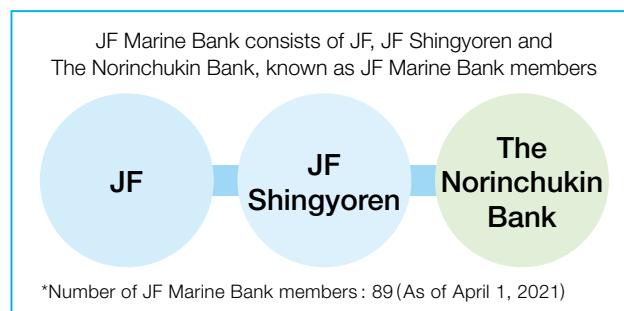 JF Marine Bank consists of JF, JF Shingyoren and
The Norinchukin Bank, known as JF Marine Bank members
JF
JF
Shingyoren
The
Norinchukin
Bank
*Number of JF Marine Bank members: 89 (As of April 1, 2021)